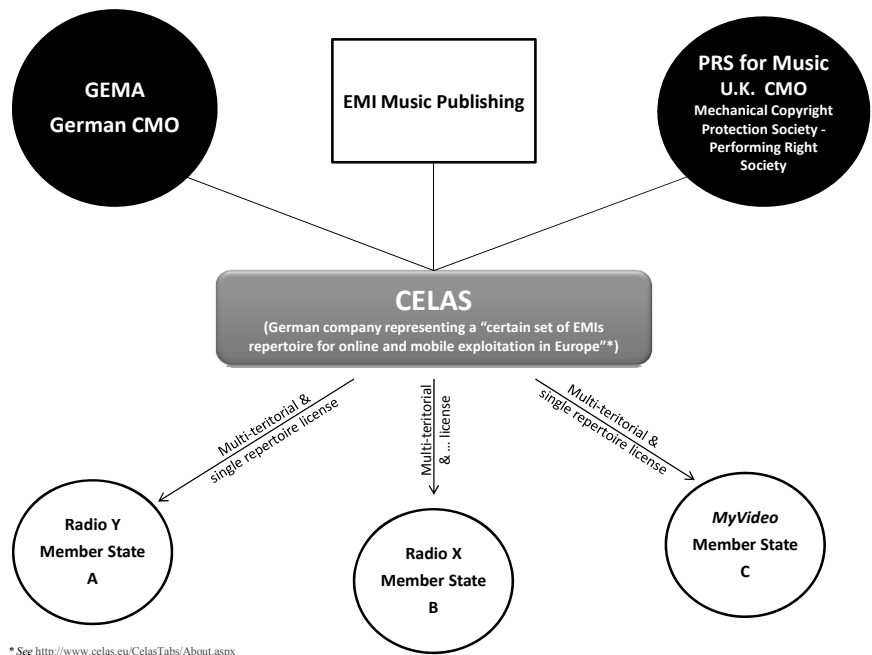 GEMA
German CMO
EMI Music Publishing
PRS for Music
U.K. CMO
Mechanical Copyright
Protection Society -
Performing Right
Society
CELAS
(German company representing a “certain set of EMIs
repertoire for online and mobile exploitation in Europe”*)
Multi-teritorial &
single repertoire license
Multi-teritorial
& ... license
Multi-teritorial &
single repertoire license
Radio Y
Member State
A
Radio X
Member State
B
MyVideo
Member State
C
* See http://www.celas.eu/CelasTabs/About.aspx